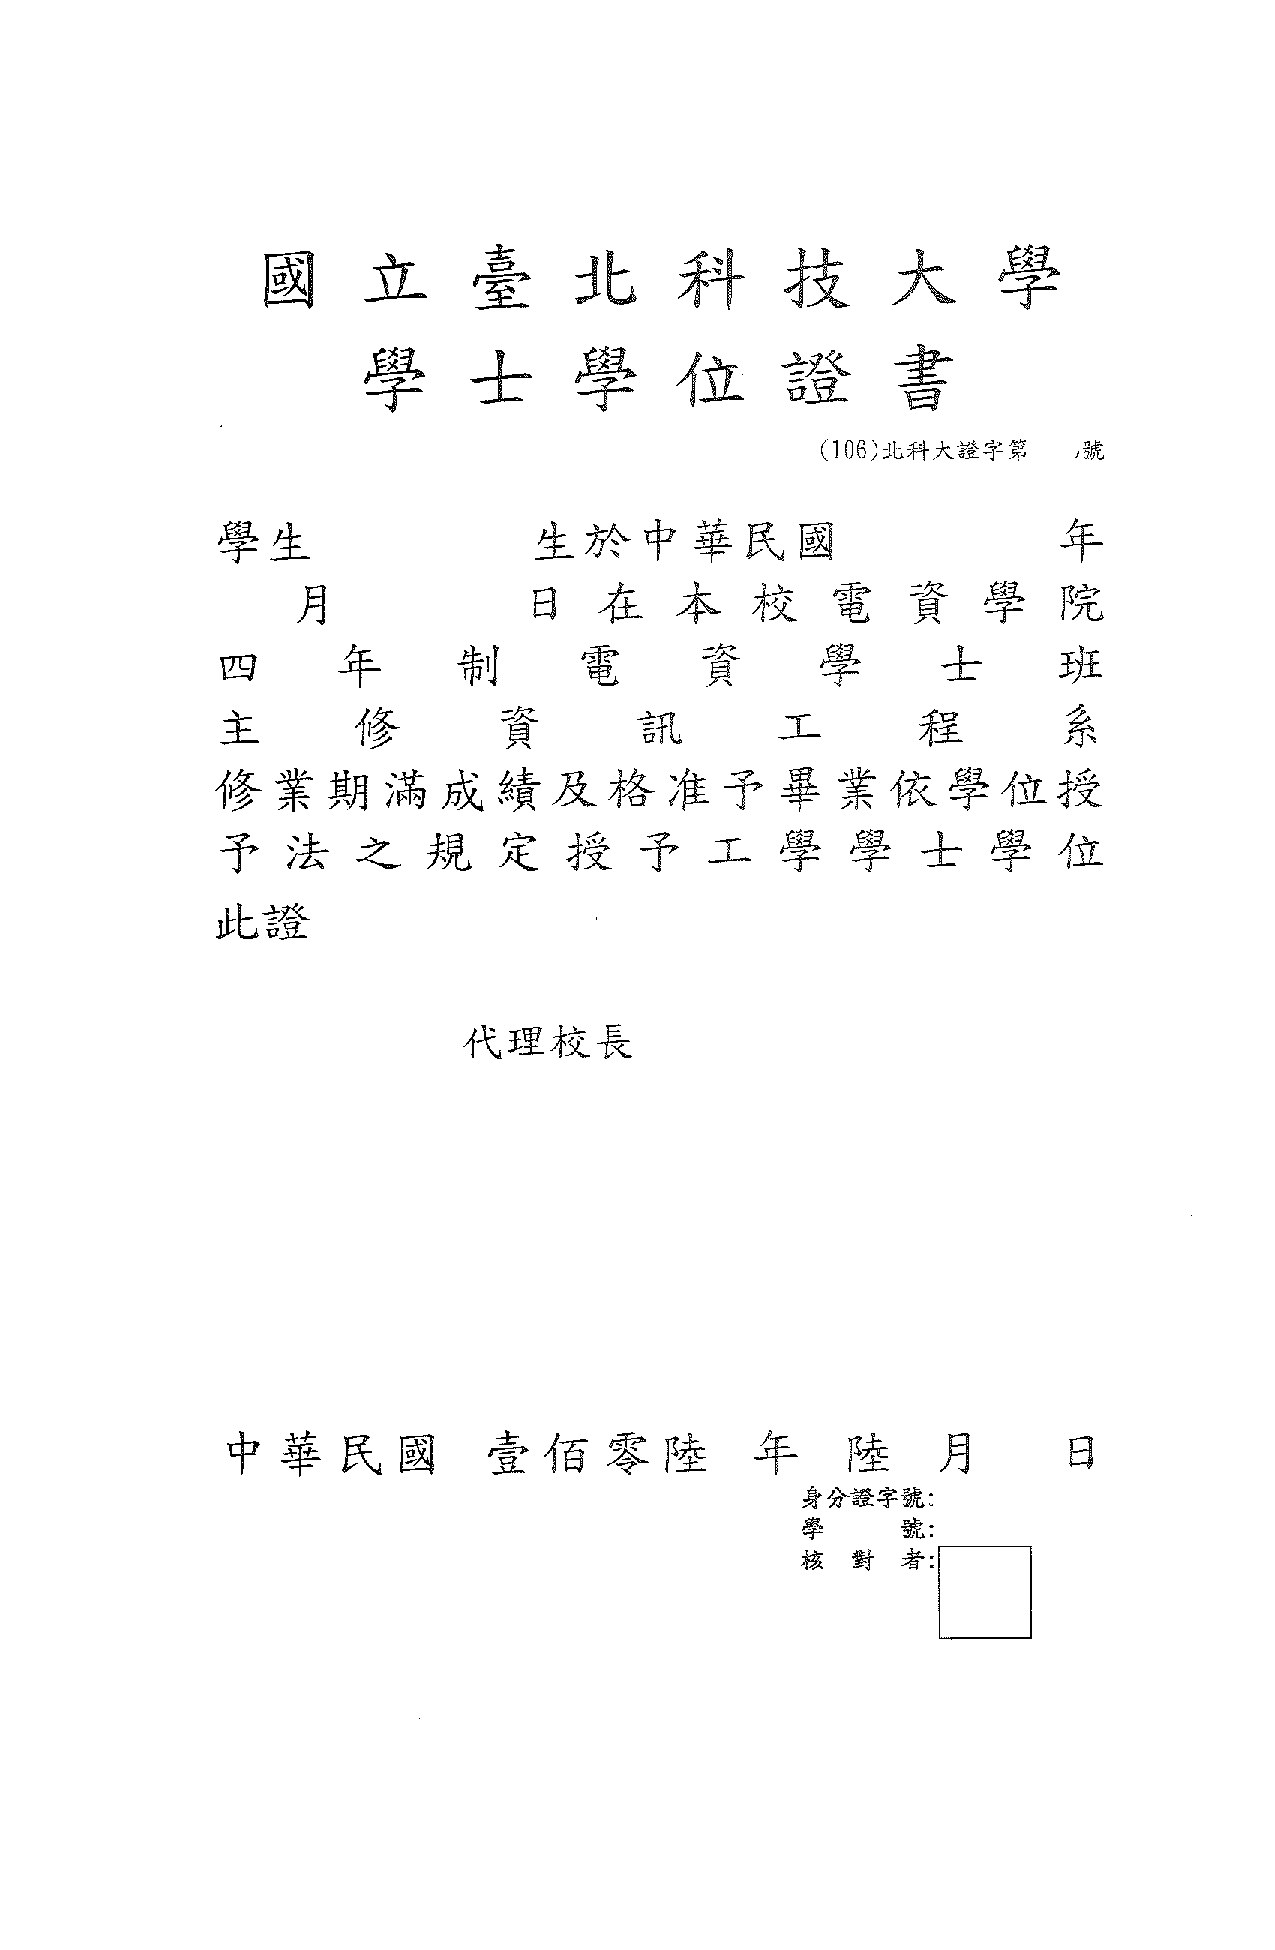 國立臺北科技大學
學士學位證書
(106)北科大證字第 號
學生 生於中華民國 年
月 日在本校電資學院
四年制電資學士班
主修資訊工程系
修業期滿成績及格准予畢業依學位授
予法之規定授予工學學士學位
此證
代理校長
中華民國 壹佰零陸 年 陸 月 日
身分證字號:
學 號:
核 對 者: